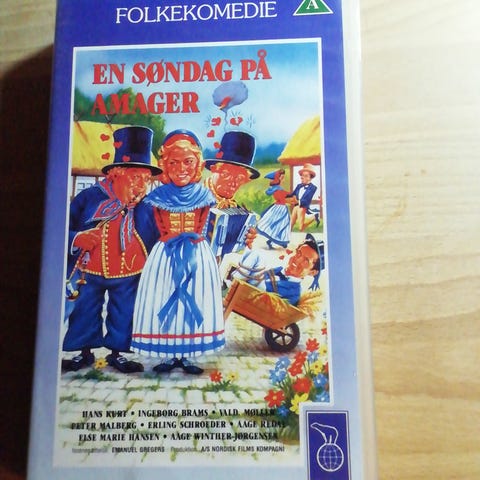 FOLKEKOMEDIE
A
EN SØNDAG PÅ
AMAGER
HANS KURT • INGEBORG BRAMS • VALD. MØLLER
PETER MALBERG • ERLING SCHROEDER • AAGE REDAL
ELSE MARIE HANSEN • AAGE WINTHER-JØRGENSEN
EMANUEL GREGERS Produktion: A/S NORDISK FILMS KOMPAGNI